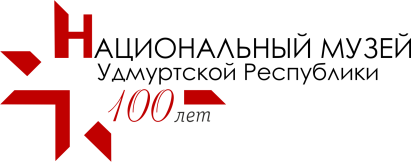 НАЦИОНАЛЬНЫЙ МУЗЕЙ
Удмуртской Республики
100 лет